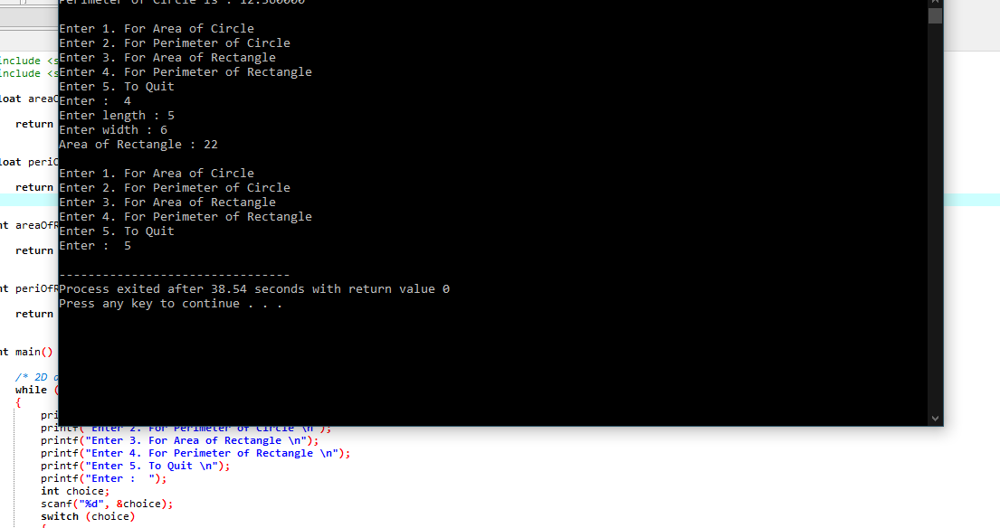 Perimeter of Circle is : 12.560000
Enter 1. For Area of Circle
Enter 2. For Perimeter of Circle
Enter 3. For Area of Rectangle
Enter 4. For Perimeter of Rectangle
Enter 5. To Quit
Enter :  4
Enter length : 5
Enter width : 6
Area of Rectangle : 22
Enter 1. For Area of Circle
Enter 2. For Perimeter of Circle
Enter 3. For Area of Rectangle
Enter 4. For Perimeter of Rectangle
Enter 5. To Quit
Enter :  5
--------------------------------
Process exited after 38.54 seconds with return value 0
Press any key to continue . . .
nclude <s
nclude <s
loat areaO
return
loat periO
return
nt areaOfR
return
nt periOfR
return
nt main()
/* 2D
while (
{
pri
printf("Enter 2. For Perimeter of Circle \n");
printf("Enter 3. For Area of Rectangle \n");
printf("Enter 4. For Perimeter of Rectangle \n");
printf("Enter 5. To Quit \n");
printf("Enter :  ");
int choice;
scanf("%d", &choice);
switch (choice)